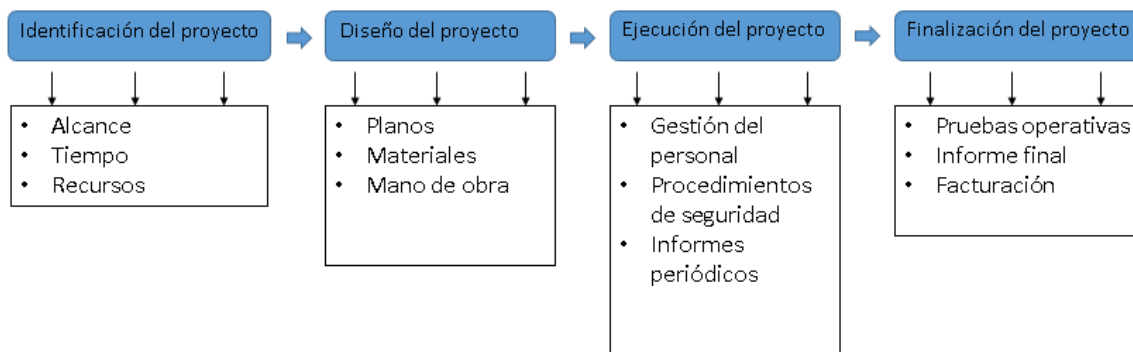 Identificación del proyecto
Diseño del proyecto
Ejecución del proyecto
Finalización del proyecto
• Alcance
• Tiempo
• Recursos
• Planos
• Materiales
• Mano de obra
• Gestión del
personal
• Procedimientos
de seguridad
• Informes
periódicos
• Pruebas operativas
• Informe final
• Facturación